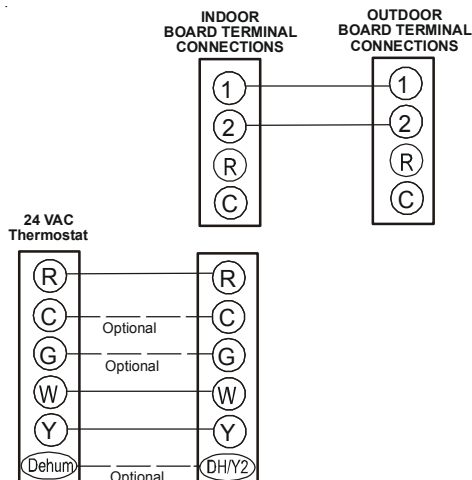 INDOOR
BOARD TERMINAL
CONNECTIONS
OUTDOOR
BOARD TERMINAL
CONNECTIONS
1 1
2 2
R R
C C
24 VAC
Thermostat
R R
C Optional C
G Optional G
W W
Y Y
Dehum Optional DH/Y2